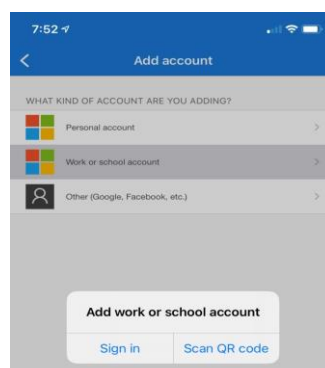 7:52
Add account
WHAT KIND OF ACCOUNT ARE YOU ADDING?
Personal account
Work or school account
Other (Google, Facebook, etc.)
Add work or school account
Sign in Scan QR code